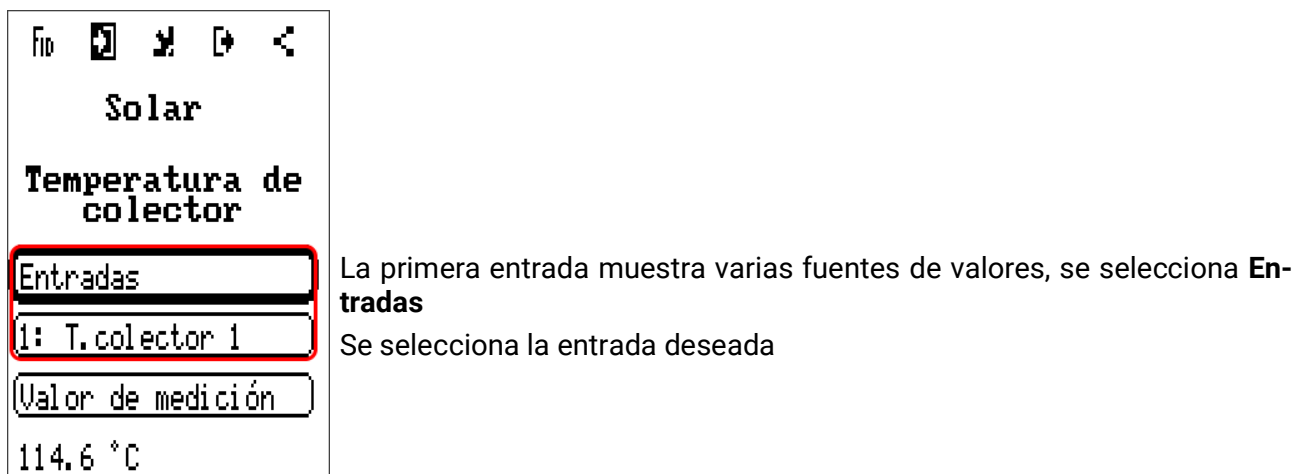 FID
Solar
Temperatura de
colector
Entradas
1: T.colector 1
Valor de medición
114.6 °C
La primera entrada muestra varias fuentes de valores, se selecciona En-
tradas
Se selecciona la entrada deseada